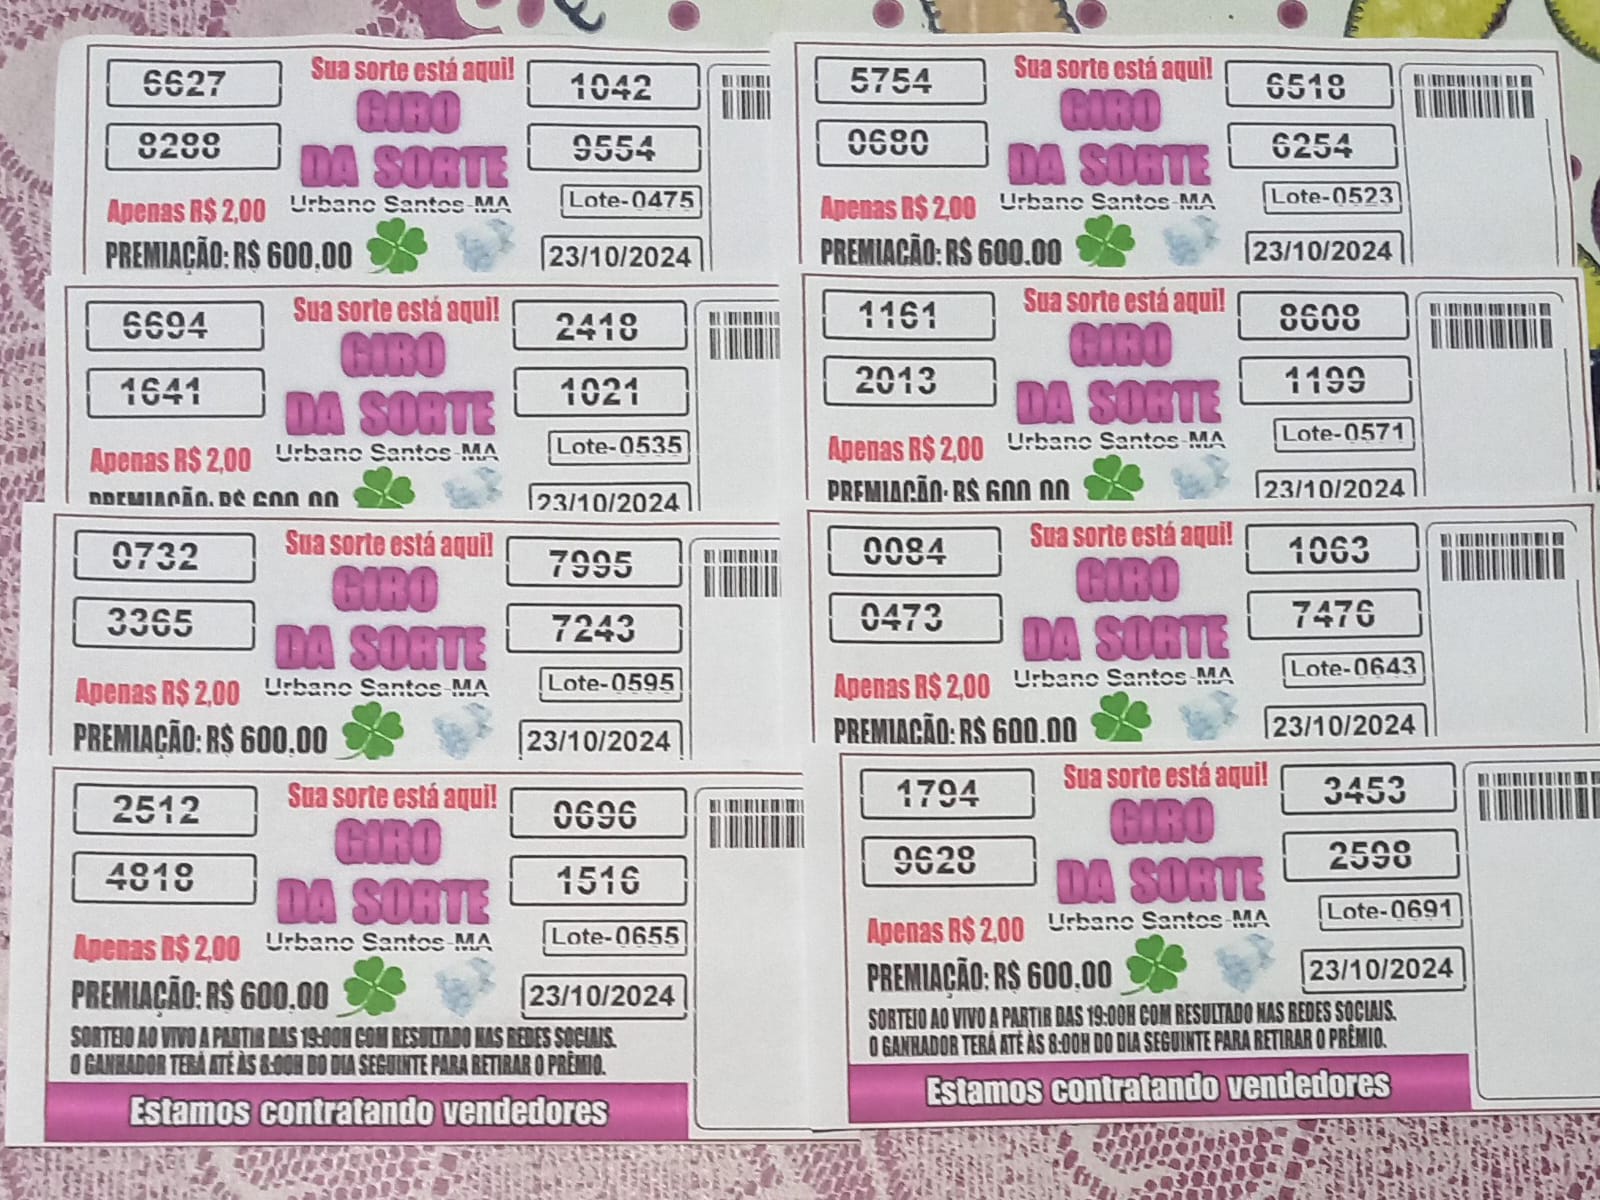 6627
8288
Sua sorte está aqui!
GIRO
DA SORTE
1042
9554
Apenas R$ 2,00
Urbano Santos-MA
Lote-0475
PREMIAÇÃO: R$ 600,00
23/10/2024
5754
0680
Sua sorte está aqui!
GIRO
DA SORTE
6518
6254
Apenas R$ 2,00
Urbano Santos-MA
Lote-0523
PREMIAÇÃO: R$ 600,00
23/10/2024
6694
1641
Sua sorte está aqui!
GIRO
DA SORTE
2418
1021
Apenas R$ 2,00
Urbano Santos-MA
Lote-0535
PREMIAÇÃO: R$ 600,00
23/10/2024
1161
2013
Sua sorte está aqui!
GIRO
DA SORTE
8608
1199
Apenas R$ 2,00
Urbano Santos-MA
Lote-0571
PREMIAÇÃO: R$ 600,00
23/10/2024
0732
3365
Sua sorte está aqui!
GIRO
DA SORTE
7995
7243
Apenas R$ 2,00
Urbano Santos-MA
Lote-0595
PREMIAÇÃO: R$ 600,00
23/10/2024
0084
0473
Sua sorte está aqui!
GIRO
DA SORTE
1063
7476
Apenas R$ 2,00
Urbano Santos-MA
Lote-0643
PREMIAÇÃO: R$ 600,00
23/10/2024
2512
4818
Sua sorte está aqui!
GIRO
DA SORTE
0696
1516
Apenas R$ 2,00
Urbano Santos-MA
Lote-0655
PREMIAÇÃO: R$ 600,00
23/10/2024
SORTEIO AO VIVO A PARTIR DAS 19:00H COM RESULTADO NAS REDES SOCIAIS.
O GANHADOR TERÁ ATÉ ÀS 8:00H DO DIA SEGUINTE PARA RETIRAR O PRÊMIO.
Estamos contratando vendedores
1794
9628
Sua sorte está aqui!
GIRO
DA SORTE
3453
2598
Apenas R$ 2,00
Urbano Santos-MA
Lote-0691
PREMIAÇÃO: R$ 600,00
23/10/2024
SORTEIO AO VIVO A PARTIR DAS 19:00H COM RESULTADO NAS REDES SOCIAIS.
O GANHADOR TERÁ ATÉ ÀS 8:00H DO DIA SEGUINTE PARA RETIRAR O PRÊMIO.
Estamos contratando vendedores